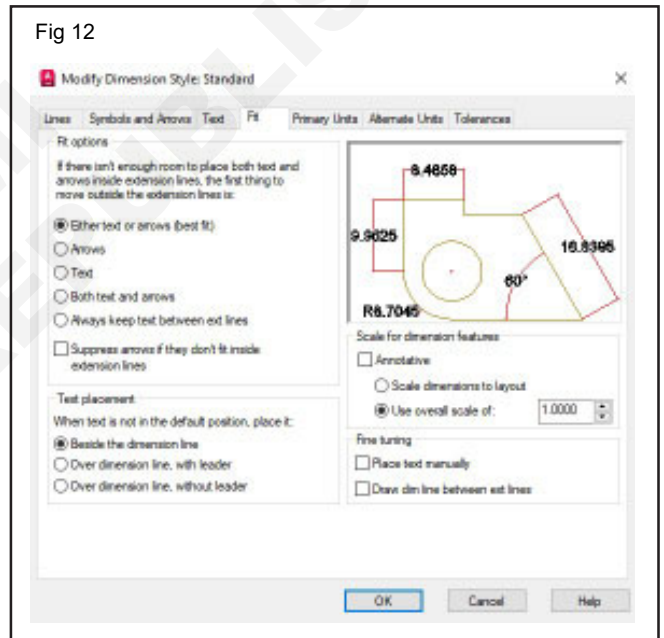 Fig 12
Modify Dimension Style: Standard
Lines Symbols and Arrows Text Fit Primary Units Alternate Units Tolerances
Fit options
If there isn't enough room to place both text and
arrows inside extension lines, the first thing to
move outside the extension lines is:
Either text or arrows (best fit)
Arrows
Text
Both text and arrows
Always keep text between ext lines
Suppress arrows if they don't fit inside
extension lines
Text placement
When text is not in the default position, place it:
Beside the dimension line
Over dimension line, with leader
Over dimension line, without leader
9.9625
60°
R8.7045
Scale for dimension features
Annotative
Scale dimensions to layout
Use overall scale of: 1.0000
Fine tuning
Place text manually
Draw dim line between ext lines
OK Cancel Help